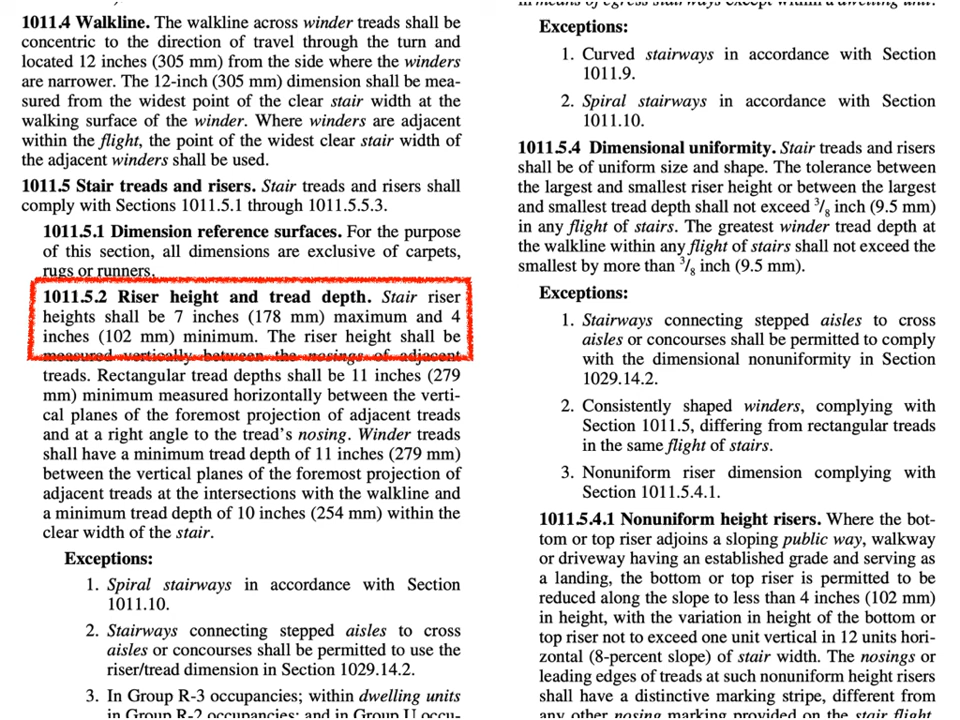 1011.4 Walkline. The walkline across winder treads shall be
concentric to the direction of travel through the turn and
located 12 inches (305 mm) from the side where the winders
are narrower. The 12-inch (305 mm) dimension shall be mea-
sured from the widest point of the clear stair width at the
walking surface of the winder. Where winders are adjacent
within the flight, the point of the widest clear stair width of
the adjacent winders shall be used.
1011.5 Stair treads and risers. Stair treads and risers shall
comply with Sections 1011.5.1 through 1011.5.5.3.
1011.5.1 Dimension reference surfaces. For the purpose
of this section, all dimensions are exclusive of carpets,
rugs or runners.
1011.5.2 Riser height and tread depth. Stair riser
heights shall be 7 inches (178 mm) maximum and 4
inches (102 mm) minimum. The riser height shall be
measured vertically between the nosings of adjacent
treads. Rectangular tread depths shall be 11 inches (279
mm) minimum measured horizontally between the verti-
cal planes of the foremost projection of adjacent treads
and at a right angle to the tread's nosing. Winder treads
shall have a minimum tread depth of 11 inches (279 mm)
between the vertical planes of the foremost projection of
adjacent treads at the intersections with the walkline and
a minimum tread depth of 10 inches (254 mm) within the
clear width of the stair.
Exceptions:
1. Spiral stairways in accordance with Section
1011.10.
2. Stairways connecting stepped aisles to cross
aisles or concourses shall be permitted to use the
riser/tread dimension in Section 1029.14.2.
3. In Group R-3 occupancies; within dwelling units
in Group R-2 occupancies; and in Group U occu-
in means of egress stairways except within a dwelling unit.
Exceptions:
1. Curved stairways in accordance with Section
1011.9.
2. Spiral stairways in accordance with Section
1011.10.
1011.5.4 Dimensional uniformity. Stair treads and risers
shall be of uniform size and shape. The tolerance between
the largest and smallest riser height or between the largest
and smallest tread depth shall not exceed 3/8 inch (9.5 mm)
in any flight of stairs. The greatest winder tread depth at
the walkline within any flight of stairs shall not exceed the
smallest by more than 3/8 inch (9.5 mm).
Exceptions:
1. Stairways connecting stepped aisles to cross
aisles or concourses shall be permitted to comply
with the dimensional nonuniformity in Section
1029.14.2.
2. Consistently shaped winders, complying with
Section 1011.5, differing from rectangular treads
in the same flight of stairs.
3. Nonuniform riser dimension complying with
Section 1011.5.4.1.
1011.5.4.1 Nonuniform height risers. Where the bot-
tom or top riser adjoins a sloping public way, walkway
or driveway having an established grade and serving as
a landing, the bottom or top riser is permitted to be
reduced along the slope to less than 4 inches (102 mm)
in height, with the variation in height of the bottom or
top riser not to exceed one unit vertical in 12 units hori-
zontal (8-percent slope) of stair width. The nosings or
leading edges of treads at such nonuniform height risers
shall have a distinctive marking stripe, different from
any other nosing marking provided on the stair flight.